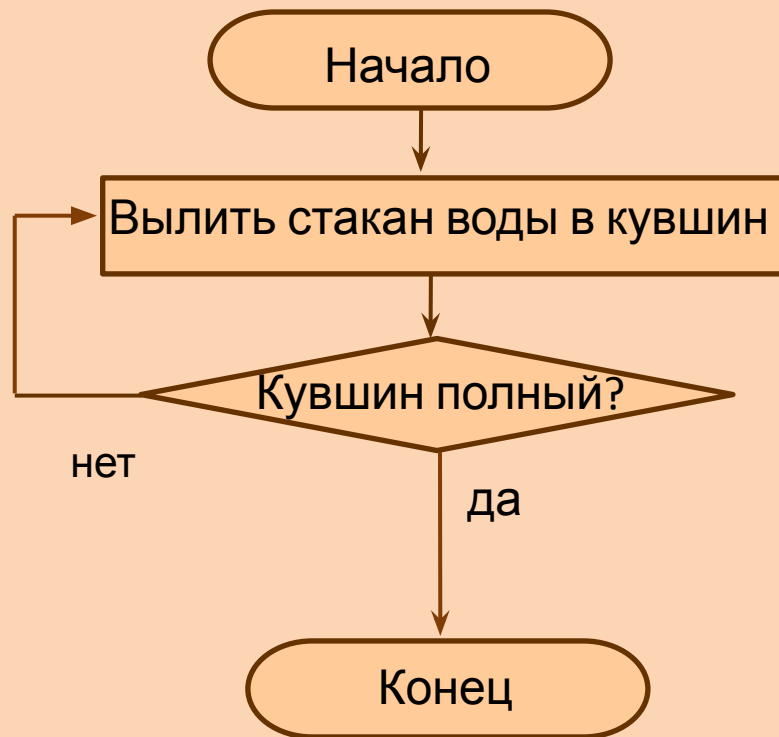 Начало
Вылить стакан воды в кувшин
Кувшин полный?
нет
да
Конец